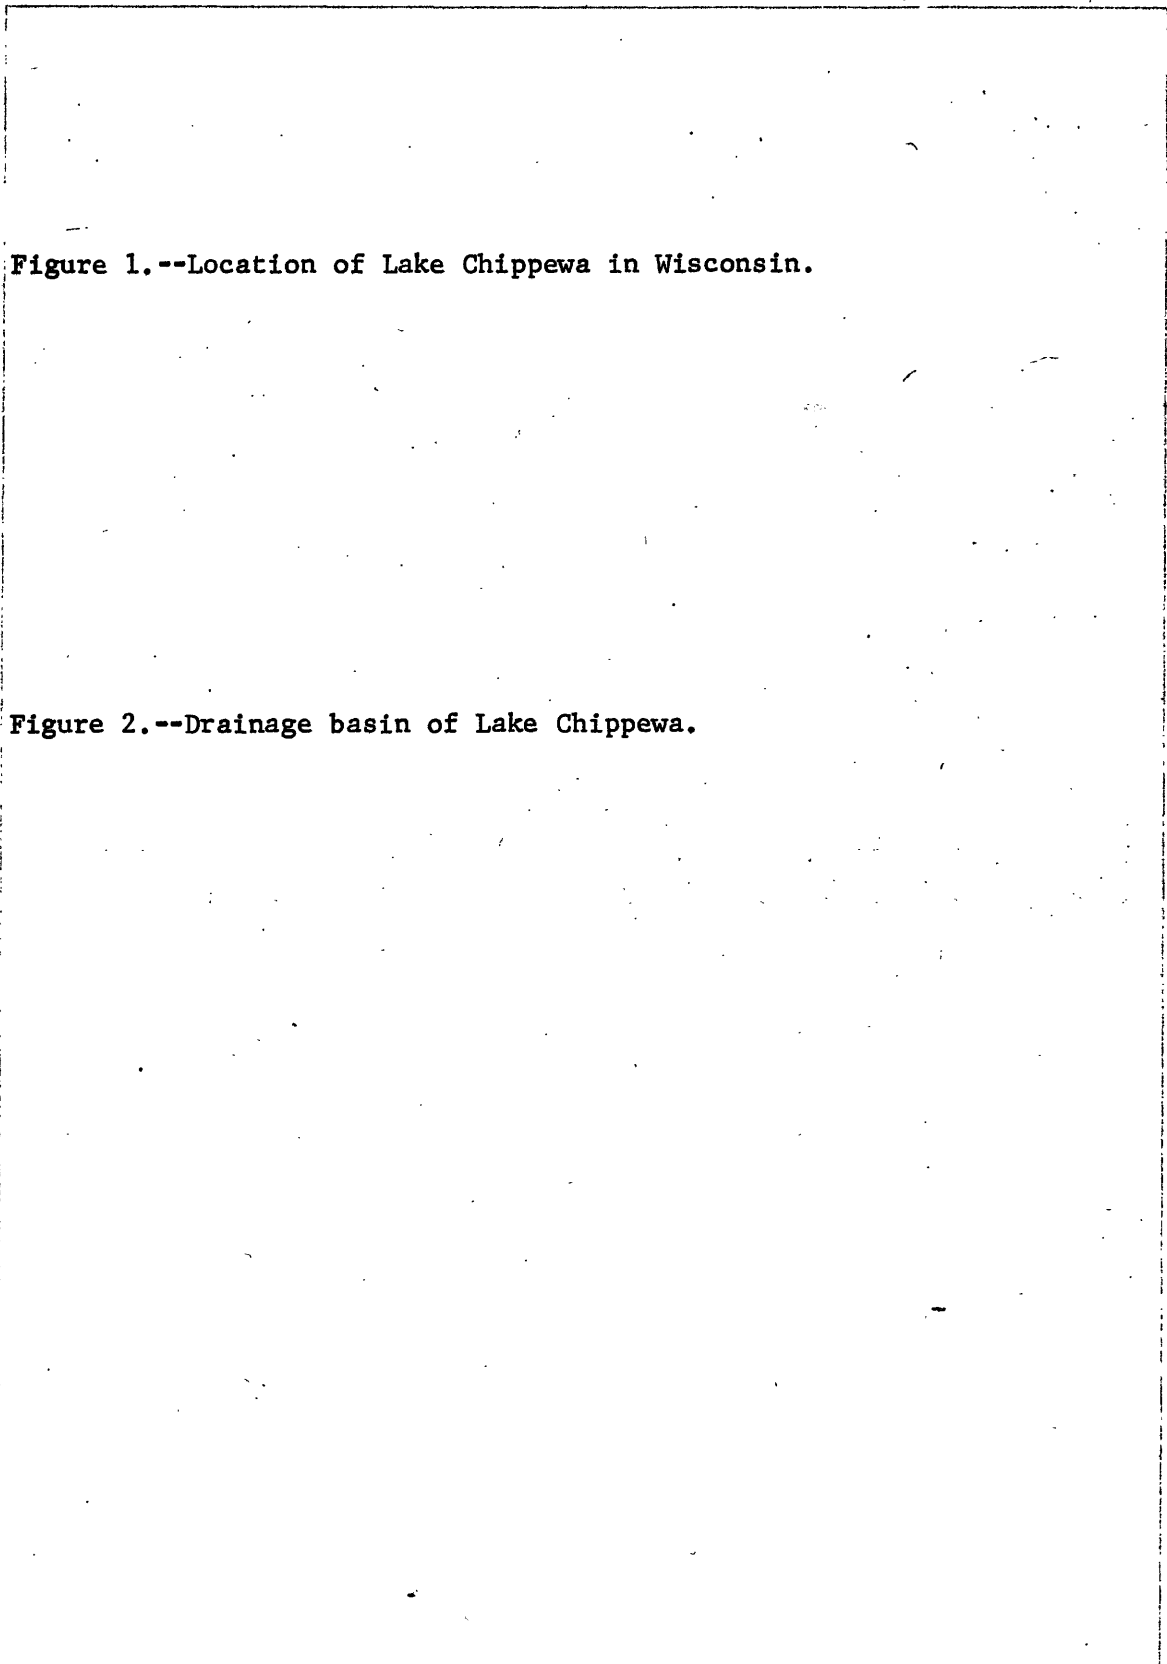 Figure 1.--Location of Lake Chippewa in Wisconsin.
Figure 2.--Drainage basin of Lake Chippewa.